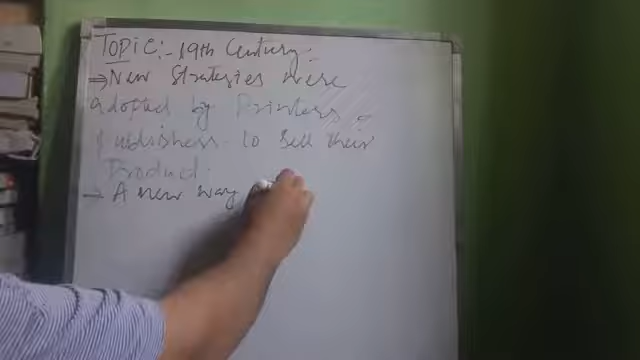 TOPIC:- 19th Century:
⇒ New Strategies were
adopted by Printers &
Publishers to Sell their
Product.
→ A new way